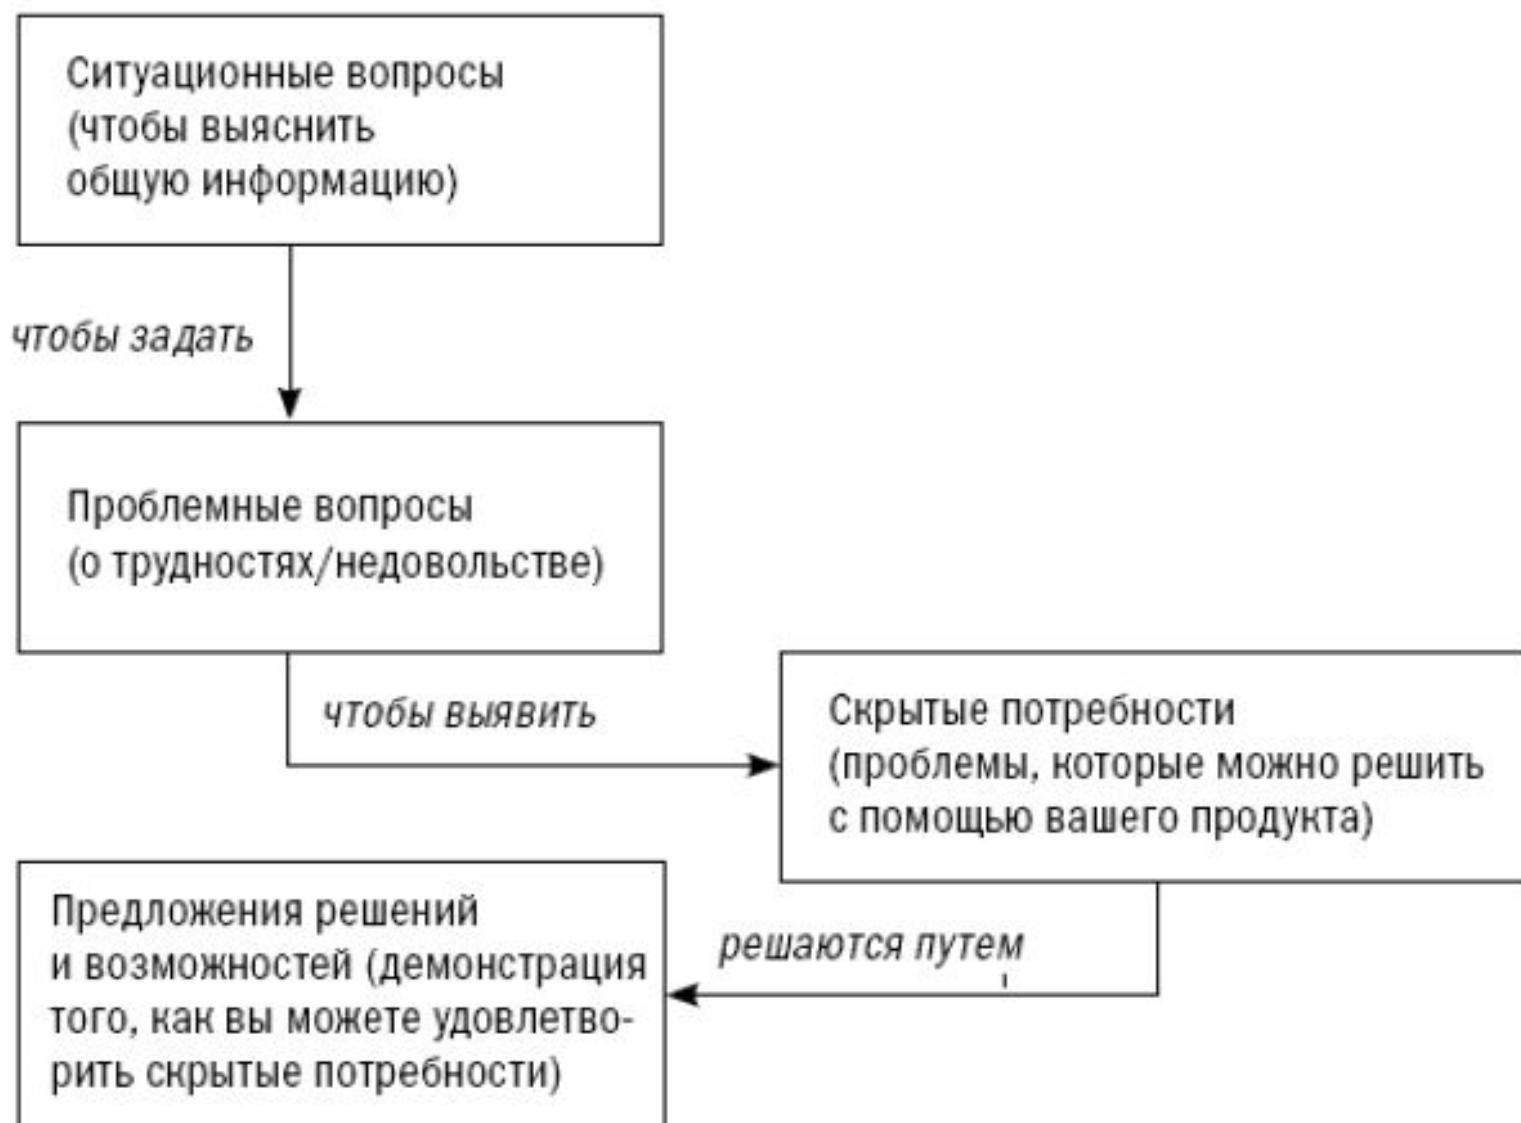 Ситуационные вопросы
(чтобы выяснить
общую информацию)
чтобы задать
Проблемные вопросы
(о трудностях/недовольстве)
чтобы выявить
Скрытые потребности
(проблемы, которые можно решить
с помощью вашего продукта)
решаются путем
Предложения решений
и возможностей (демонстрация
того, как вы можете удовлетво-
рить скрытые потребности)